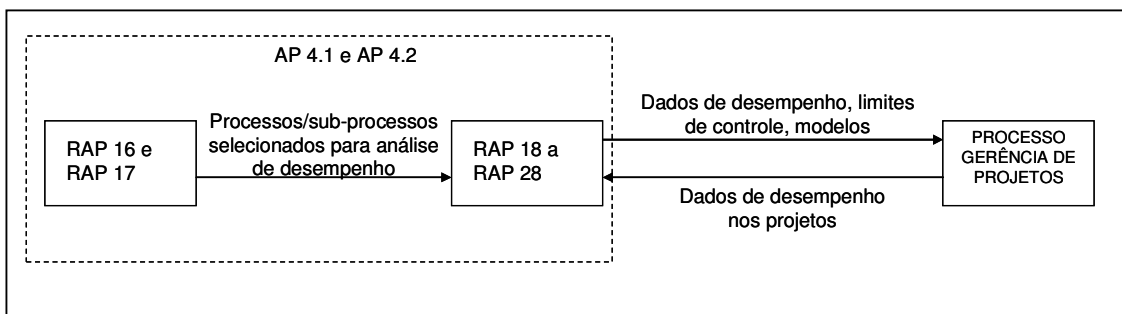 AP 4.1 e AP 4.2
RAP 16 e
RAP 17
Processos/sub-processos
selecionados para análise
de desempenho
RAP 18 a
RAP 28
Dados de desempenho, limites
de controle, modelos
Dados de desempenho
nos projetos
PROCESSO
GERÊNCIA DE
PROJETOS